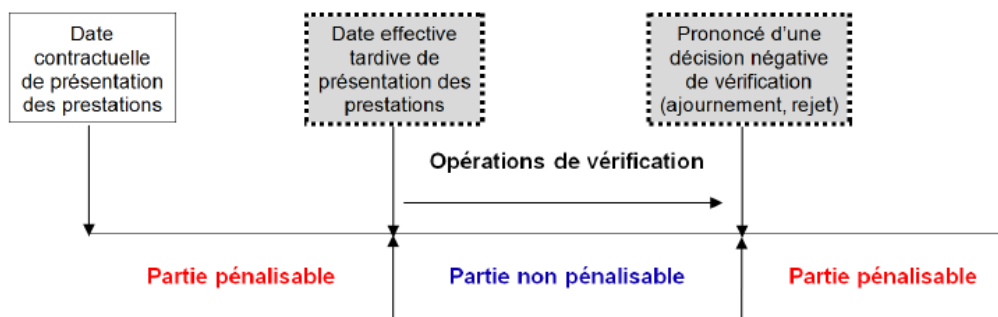 Date
contractuelle
de présentation
des prestations
Date effective
tardive de
présentation des
prestations
Prononcé d’une
décision négative
de vérification
(ajournement, rejet)
Opérations de vérification
Partie pénalisable
Partie non pénalisable
Partie pénalisable